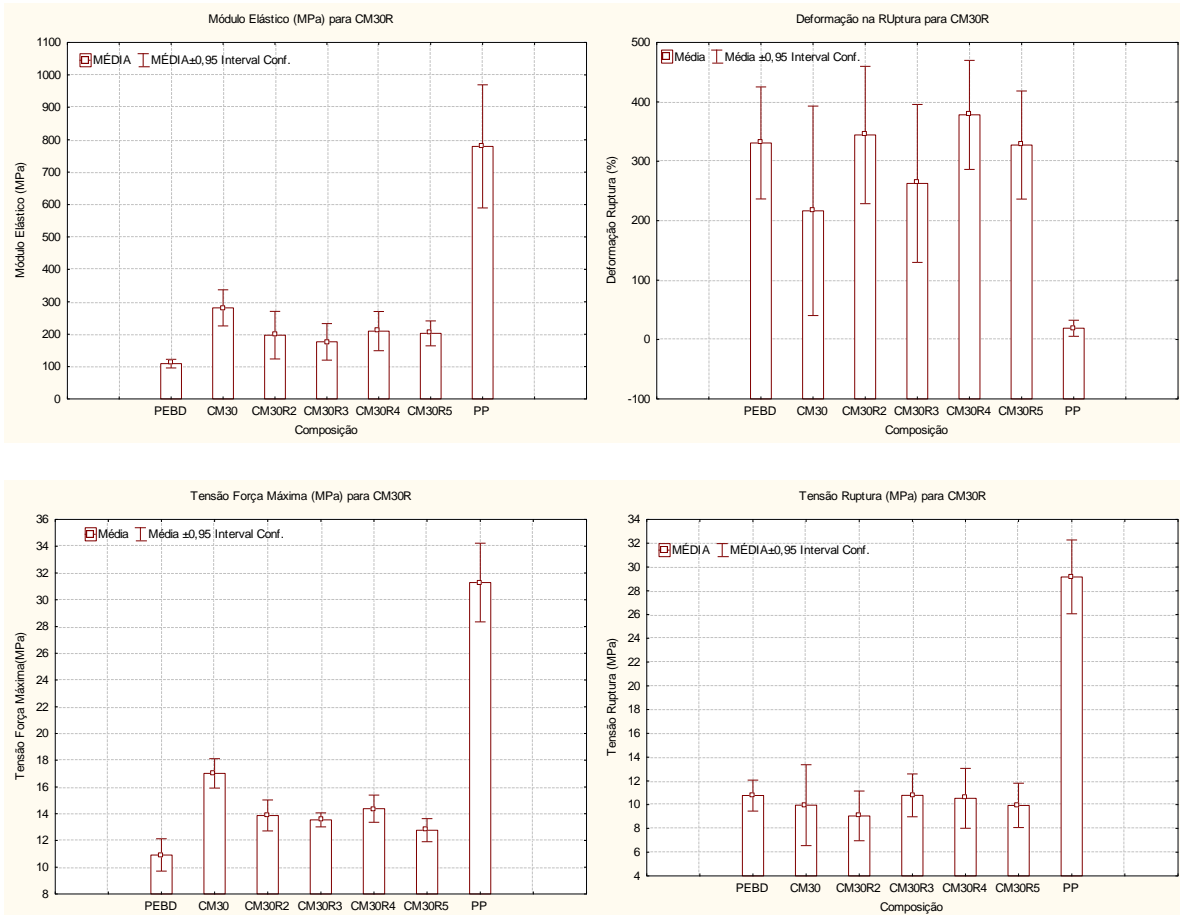 Módulo Elástico (MPa) para CM30R
1100
1000
900
800
700
600
500
400
300
200
100
0
MÉDIA MÉDIA±0,95 Interval Conf.
Módulo Elástico (MPa)
PEBD CM30 CM30R2 CM30R3 CM30R4 CM30R5 PP
Composição
Deformação na RUptura para CM30R
500
400
300
200
100
0
-100
Média Média±0,95 Interval Conf.
Deformação Ruptura (%)
PEBD CM30 CM30R2 CM30R3 CM30R4 CM30R5 PP
Composição
Tensão Força Máxima (MPa) para CM30R
36
34
32
30
28
26
24
22
20
18
16
14
12
10
8
Média Média ±0,95 Interval Conf.
Tensão Força Máxima(MPa)
PEBD CM30 CM30R2 CM30R3 CM30R4 CM30R5 PP
Tensão Ruptura (MPa) para CM30R
34
32
30
28
26
24
22
20
18
16
14
12
10
8
6
4
MÉDIA MÉDIA±0,95 Interval Conf.
Tensão Ruptura (MPa)
PEBD CM30 CM30R2 CM30R3 CM30R4 CM30R5 PP
Composição